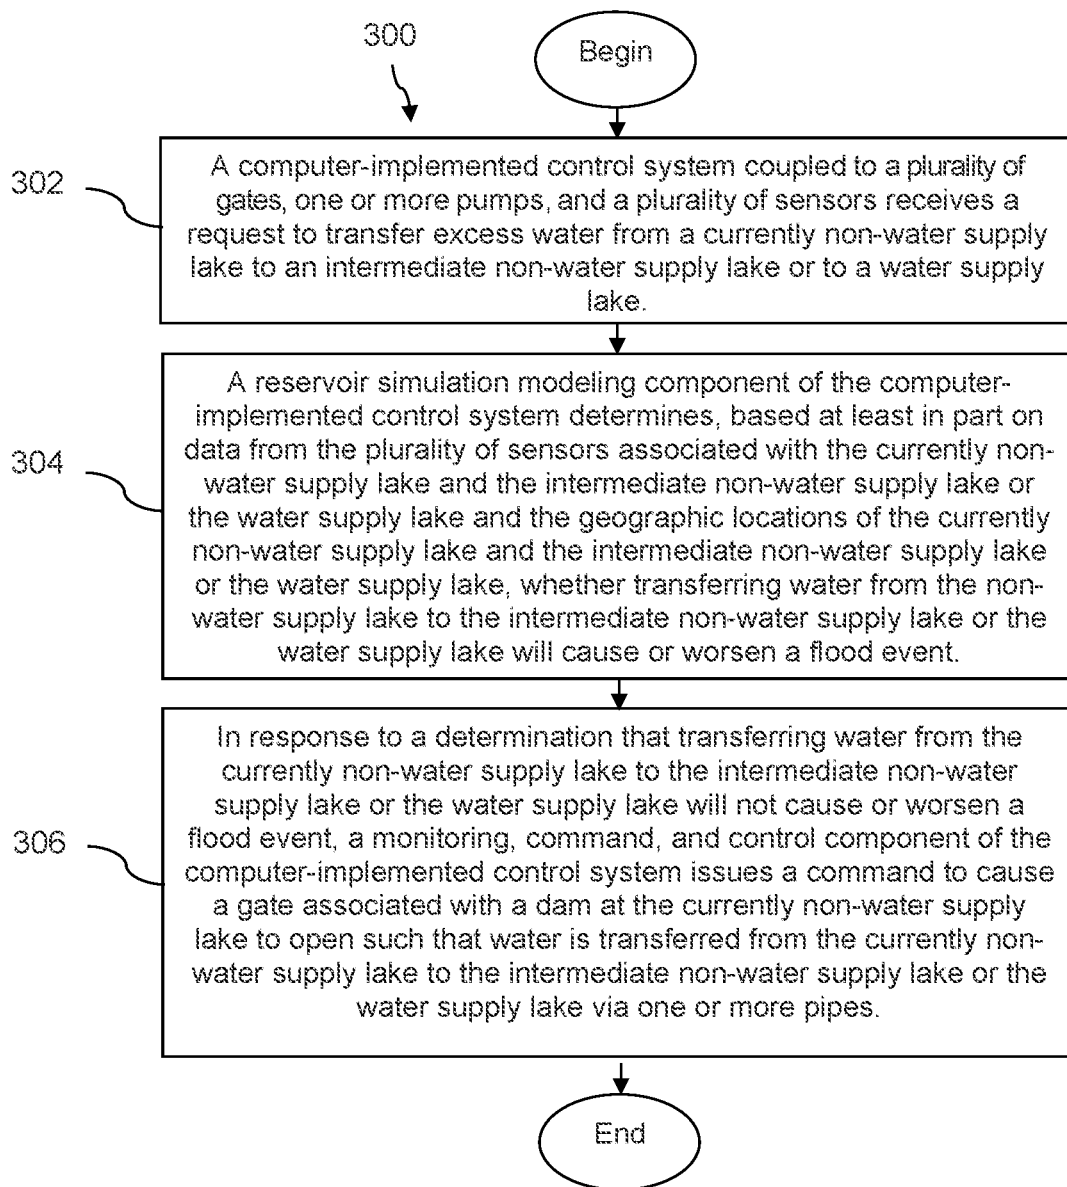 300
Begin
302
A computer-implemented control system coupled to a plurality of
gates, one or more pumps, and a plurality of sensors receives a
request to transfer excess water from a currently non-water supply
lake to an intermediate non-water supply lake or to a water supply
lake.
304
A reservoir simulation modeling component of the computer-
implemented control system determines, based at least in part on
data from the plurality of sensors associated with the currently non-
water supply lake and the intermediate non-water supply lake or
the water supply lake and the geographic locations of the currently
non-water supply lake and the intermediate non-water supply lake
or the water supply lake, whether transferring water from the non-
water supply lake to the intermediate non-water supply lake or the
water supply lake will cause or worsen a flood event.
306
In response to a determination that transferring water from the
currently non-water supply lake to the intermediate non-water
supply lake or the water supply lake will not cause or worsen a
flood event, a monitoring, command, and control component of the
computer-implemented control system issues a command to cause
a gate associated with a dam at the currently non-water supply
lake to open such that water is transferred from the currently non-
water supply lake to the intermediate non-water supply lake or the
water supply lake via one or more pipes.
End